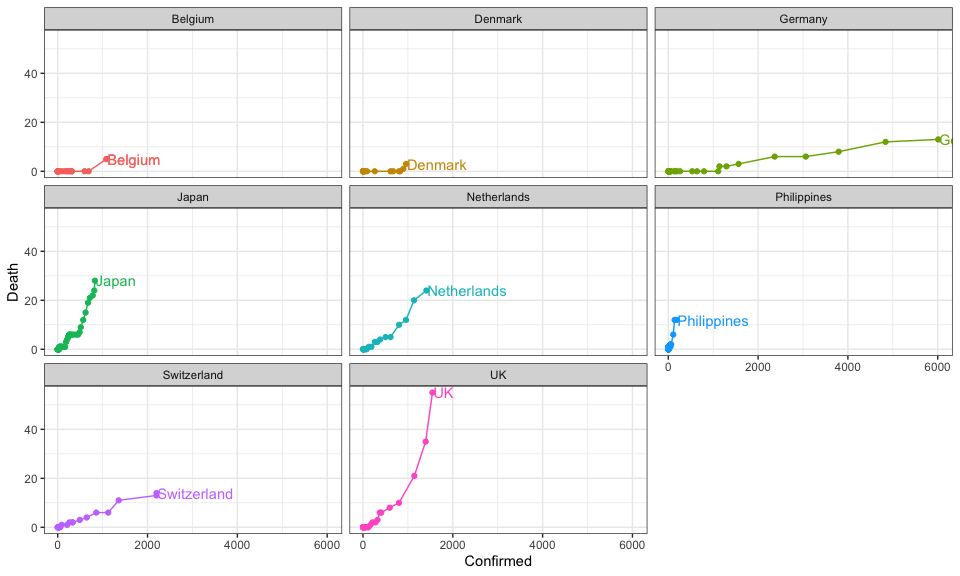 Belgium Denmark Germany
40
20
0
Belgium Denmark Ge
Japan Netherlands Philippines
Death
40
20
0
Japan Netherlands Philippines
0 2000 4000 6000
Switzerland UK
40
20
0
Switzerland UK
0 2000 4000 6000 0 2000 4000 6000
Confirmed